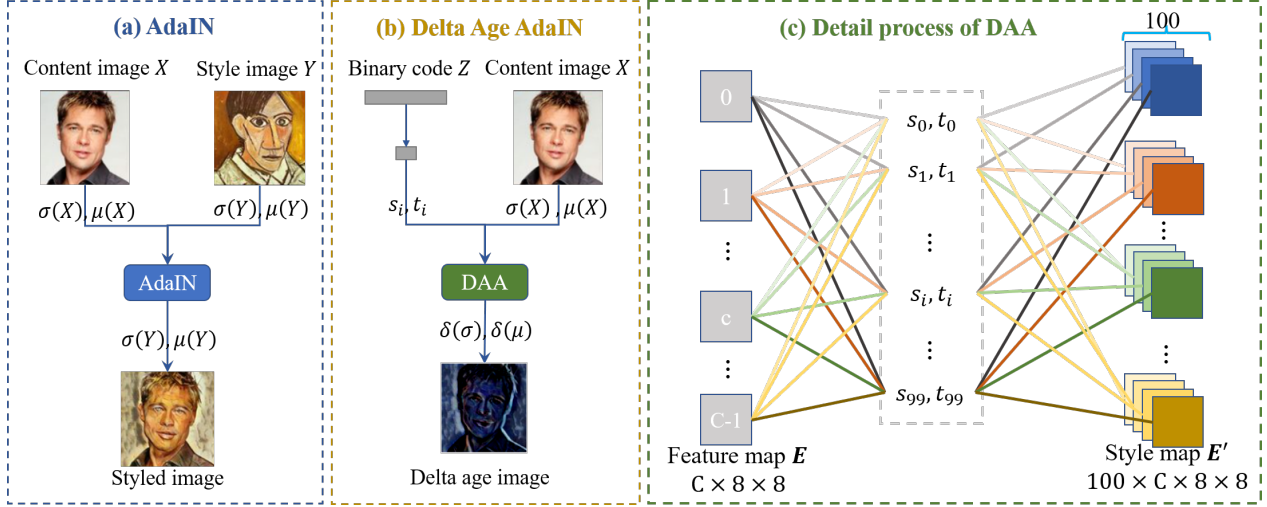 (a) AdaIN
Content image X
Style image Y
σ(X), μ(X)
σ(Y), μ(Y)
AdaIN
σ(Y), μ(Y)
Styled image
(b) Delta Age AdaIN
Binary code Z
Content image X
s_i, t_i
σ(X), μ(X)
DAA
δ(σ), δ(μ)
Delta age image
(c) Detail process of DAA
100
0
1
⋮
c
⋮
C-1
s_0, t_0
s_1, t_1
⋮
s_i, t_i
⋮
s_99, t_99
⋮
⋮
Feature map E
C × 8 × 8
Style map E'
100 × C × 8 × 8